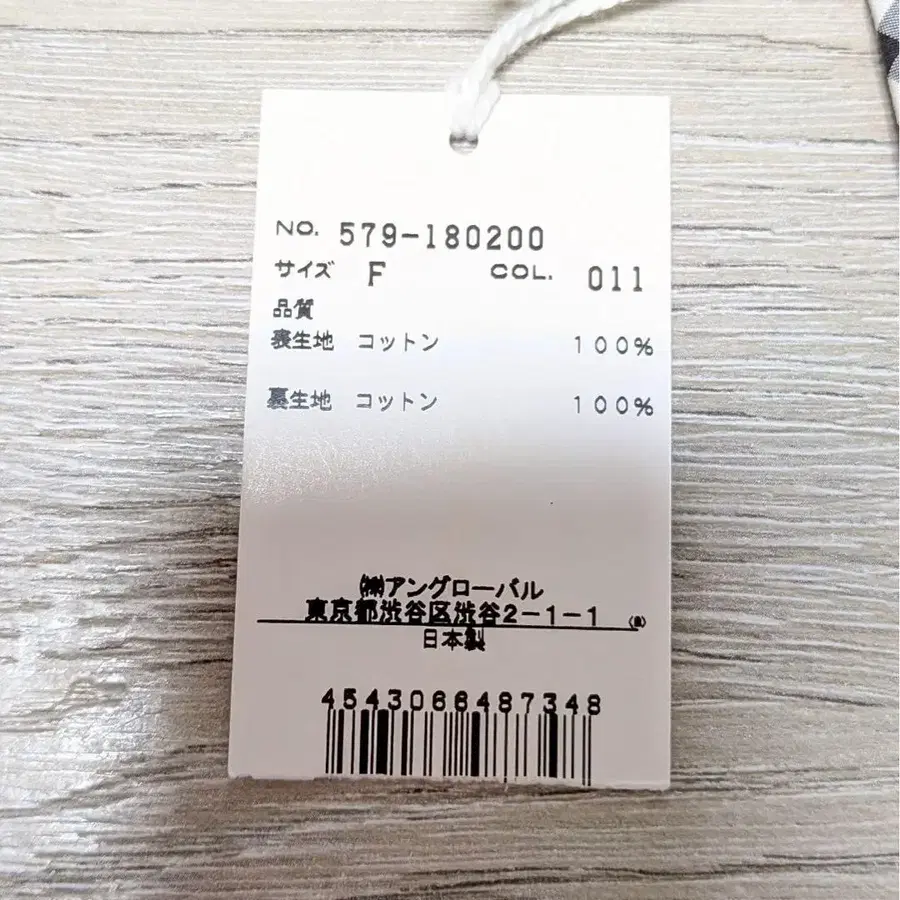 NO. 579-180200
サイズ F COL. 011
品質
表生地 コットン 100%
裏生地 コットン 100%
㈱アングローバル
東京都渋谷区渋谷2-1-1
日本製
4543066487348